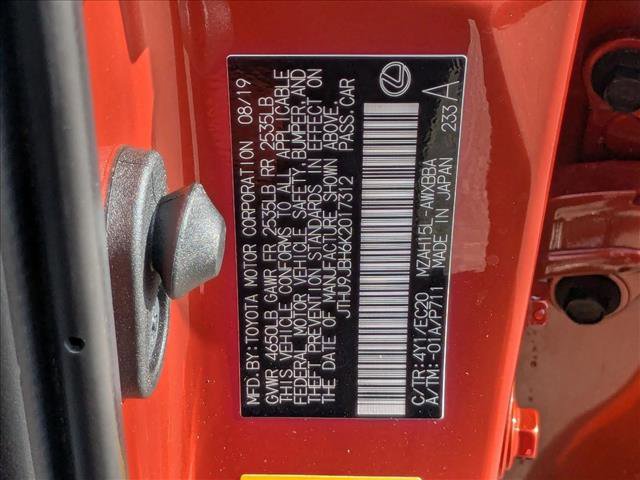 MFD. BY: TOYOTA MOTOR CORPORATION 08/19
GVWR 4650LB GAWR FR 2535LB RR 2535LB
THIS VEHICLE CONFORMS TO ALL APPLICABLE
FEDERAL MOTOR VEHICLE SAFETY, BUMPER, AND
THEFT PREVENTION STANDARDS IN EFFECT ON
THE DATE OF MANUFACTURE SHOWN ABOVE.
JTHU9JBH6K2017312 PASS. CAR
C/TR: 4Y1/EC20 MZAH15L-AWXBBA 233 A
A/TM: -01A/P711 MADE IN JAPAN